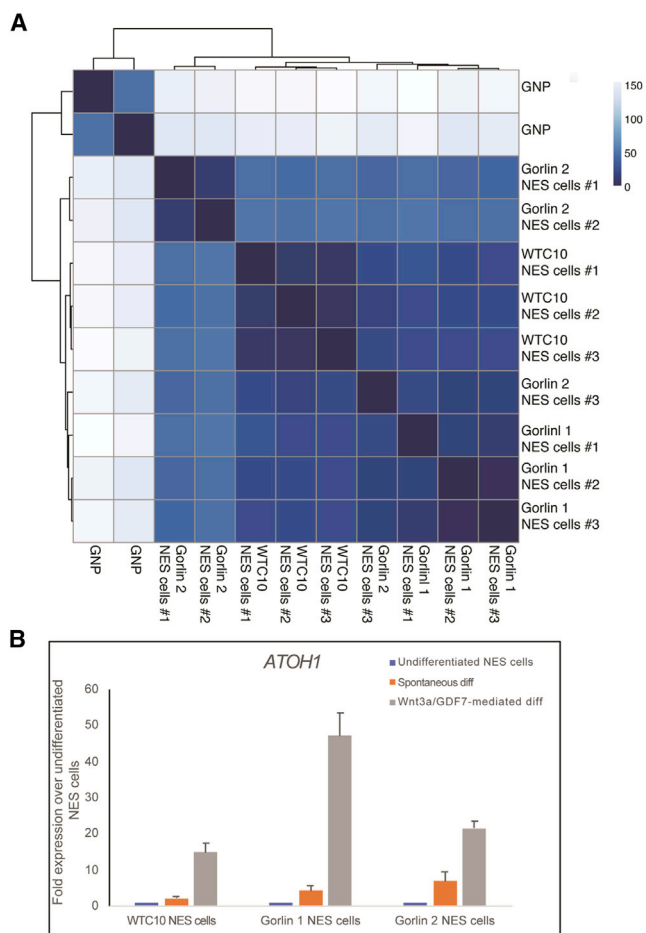 A
GNP
GNP
Gorlin 2
NES cells #1
Gorlin 2
NES cells #2
WTC10
NES cells #1
WTC10
NES cells #2
WTC10
NES cells #3
Gorlin 2
NES cells #3
Gorlinl 1
NES cells #1
Gorlin 1
NES cells #2
Gorlin 1
NES cells #3
150
100
50
0
GNP
GNP
Gorlin 2
NES cells #1
Gorlin 2
NES cells #2
WTC10
NES cells #1
WTC10
NES cells #2
WTC10
NES cells #3
Gorlin 2
NES cells #3
Gorlinl 1
NES cells #1
Gorlin 1
NES cells #2
Gorlin 1
NES cells #3
B
ATOH1
Undifferentiated NES cells
Spontaneous diff
Wnt3a/GDF7-mediated diff
Fold expression over undifferentiated
NES cells
60
50
40
30
20
10
0
WTC10 NES cells
Gorlin 1 NES cells
Gorlin 2 NES cells